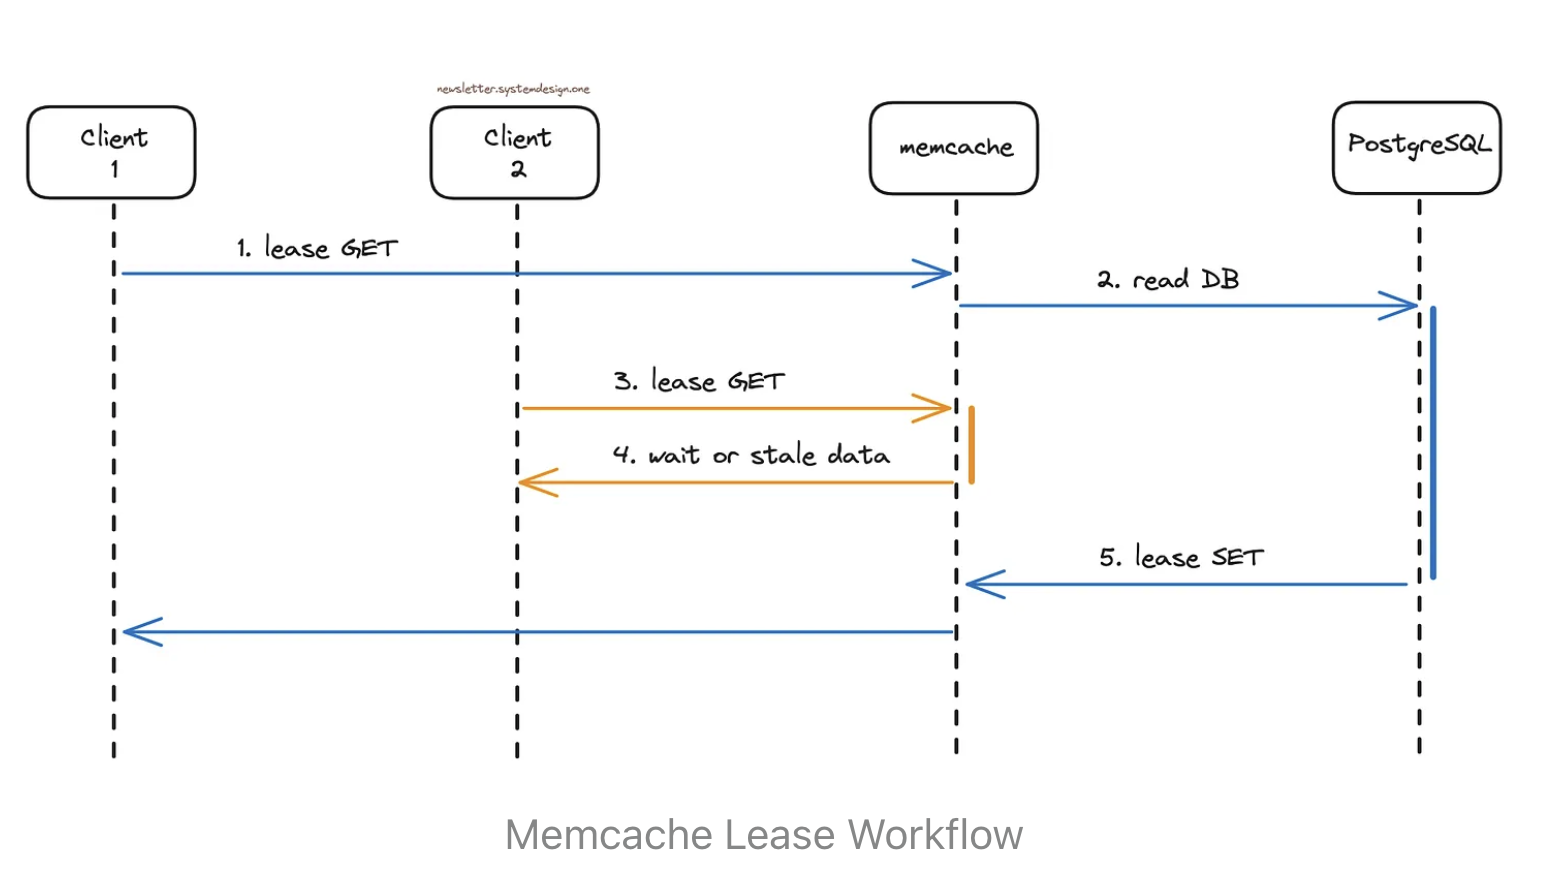 newsletter.systemdesign.one
Client
1
Client
2
memcache
PostgreSQL
1. lease GET
2. read DB
3. lease GET
4. wait or stale data
5. lease SET
Memcache Lease Workflow